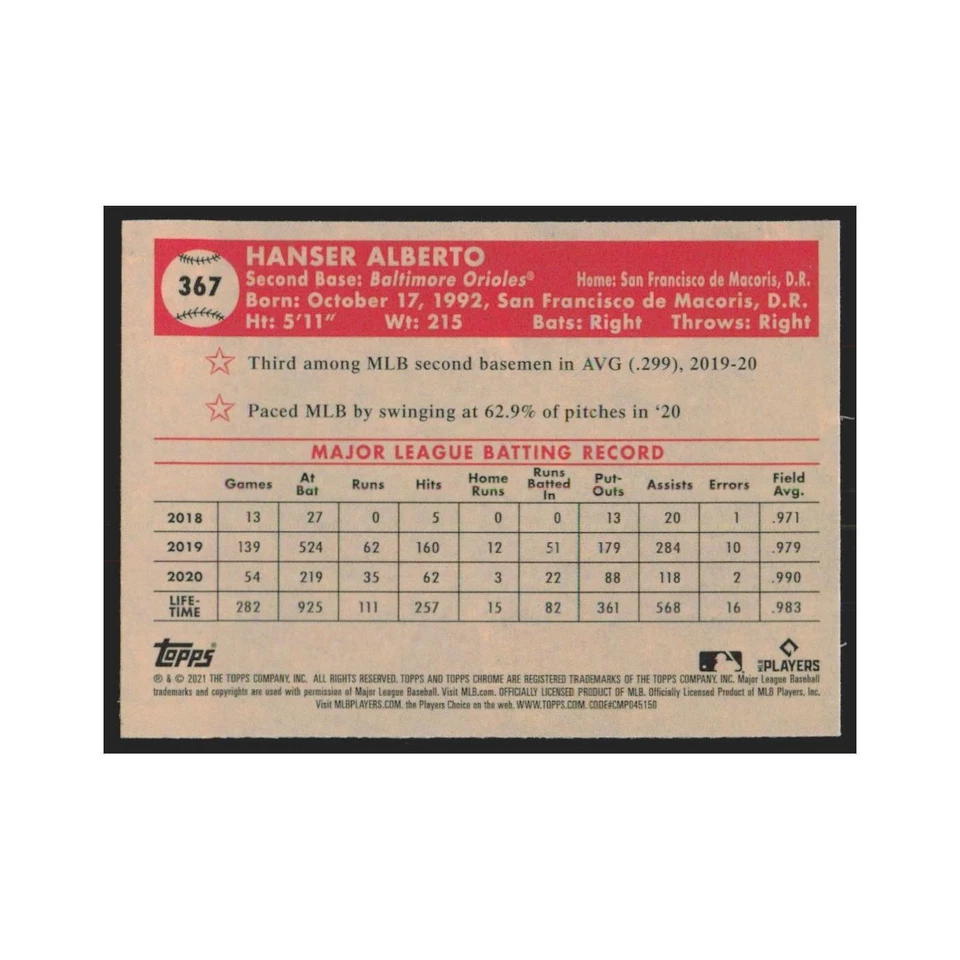 367
HANSER ALBERTO
Second Base: Baltimore Orioles® Home: San Francisco de Macoris, D.R.
Born: October 17, 1992, San Francisco de Macoris, D.R.
Ht: 5'11" Wt: 215 Bats: Right Throws: Right
Third among MLB second basemen in AVG (.299), 2019-20
Paced MLB by swinging at 62.9% of pitches in ‘20
MAJOR LEAGUE BATTING RECORD
Games At Bat Runs Hits Home Runs Runs Batted In Put-Outs Assists Errors Field Avg.
2018 13 27 0 5 0 0 13 20 1 .971
2019 139 524 62 160 12 51 179 284 10 .979
2020 54 219 35 62 3 22 88 118 2 .990
LIFE-TIME 282 925 111 257 15 82 361 568 16 .983
TOPPS® PLAYERS
® & © 2021 THE TOPPS COMPANY, INC. ALL RIGHTS RESERVED. TOPPS AND TOPPS CHROME ARE REGISTERED TRADEMARKS OF THE TOPPS COMPANY, INC. Major League Baseball
trademarks and copyrights are used with permission of Major League Baseball. Visit MLB.com. OFFICIALLY LICENSED PRODUCT OF MLB. Officially Licensed Product of MLB Players, Inc.
Visit MLBPLAYERS.COM, the Players Choice on the web. WWW.TOPPS.COM. CODE#CMP045150